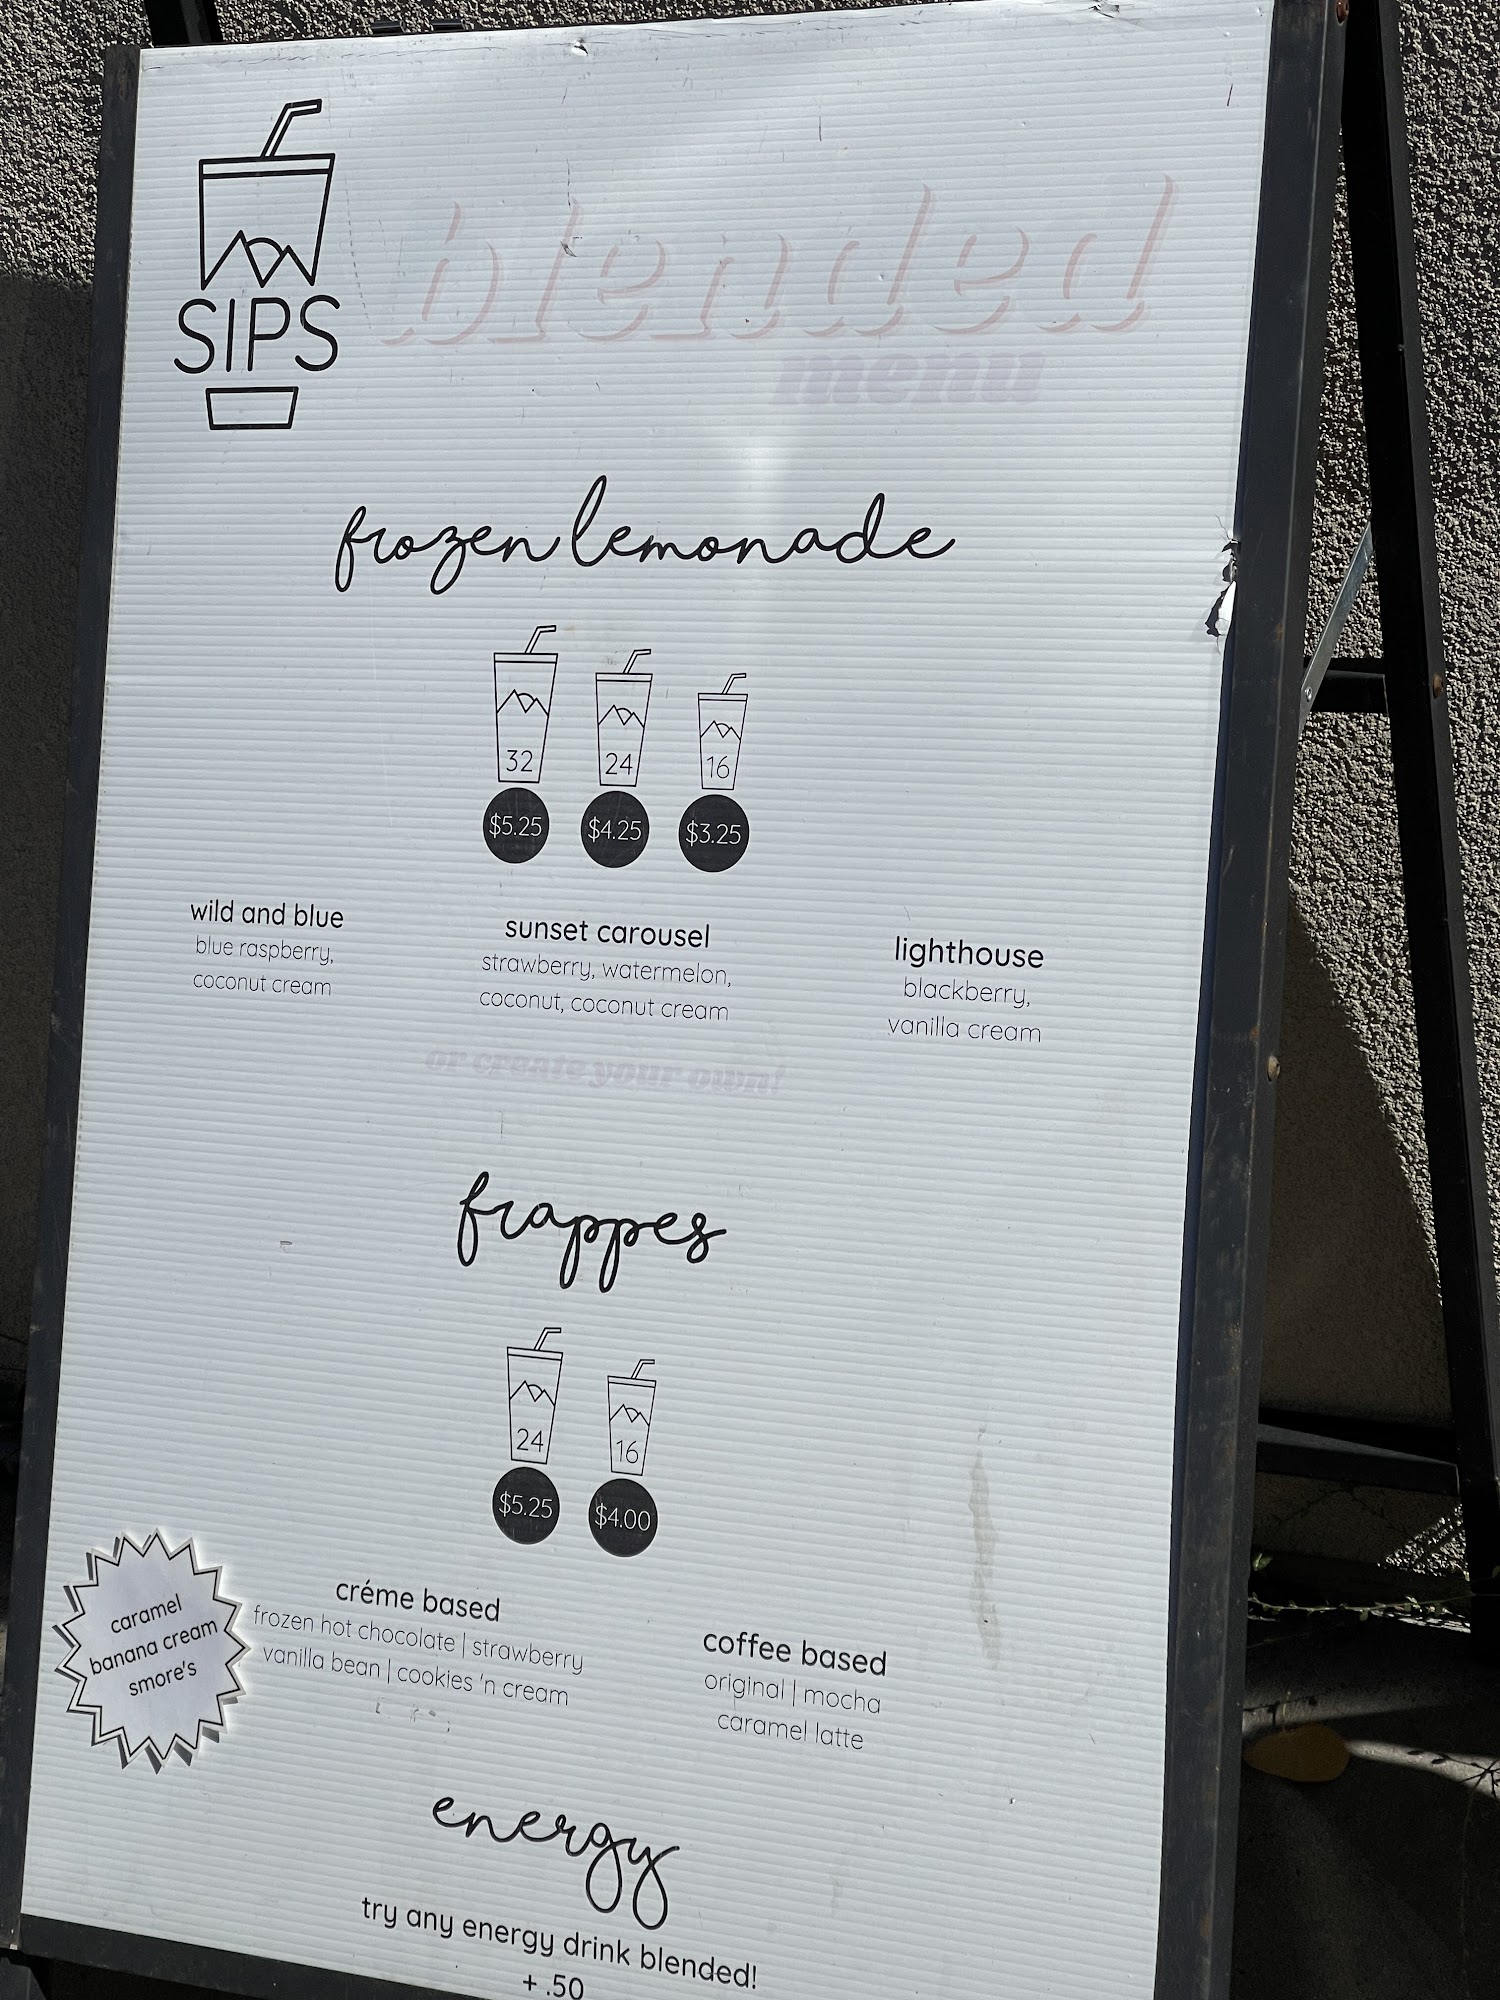 SIPS
blended
menu
frozen lemonade
32 24 16
$5.25 $4.25 $3.25
wild and blue
blue raspberry,
coconut cream
sunset carousel
strawberry, watermelon,
coconut, coconut cream
lighthouse
blackberry,
vanilla cream
or create your own!
frappes
24 16
$5.25 $4.00
caramel
banana cream
smore's
créme based
frozen hot chocolate | strawberry
vanilla bean | cookies 'n cream
coffee based
original | mocha
caramel latte
energy
try any energy drink blended!
+ .50